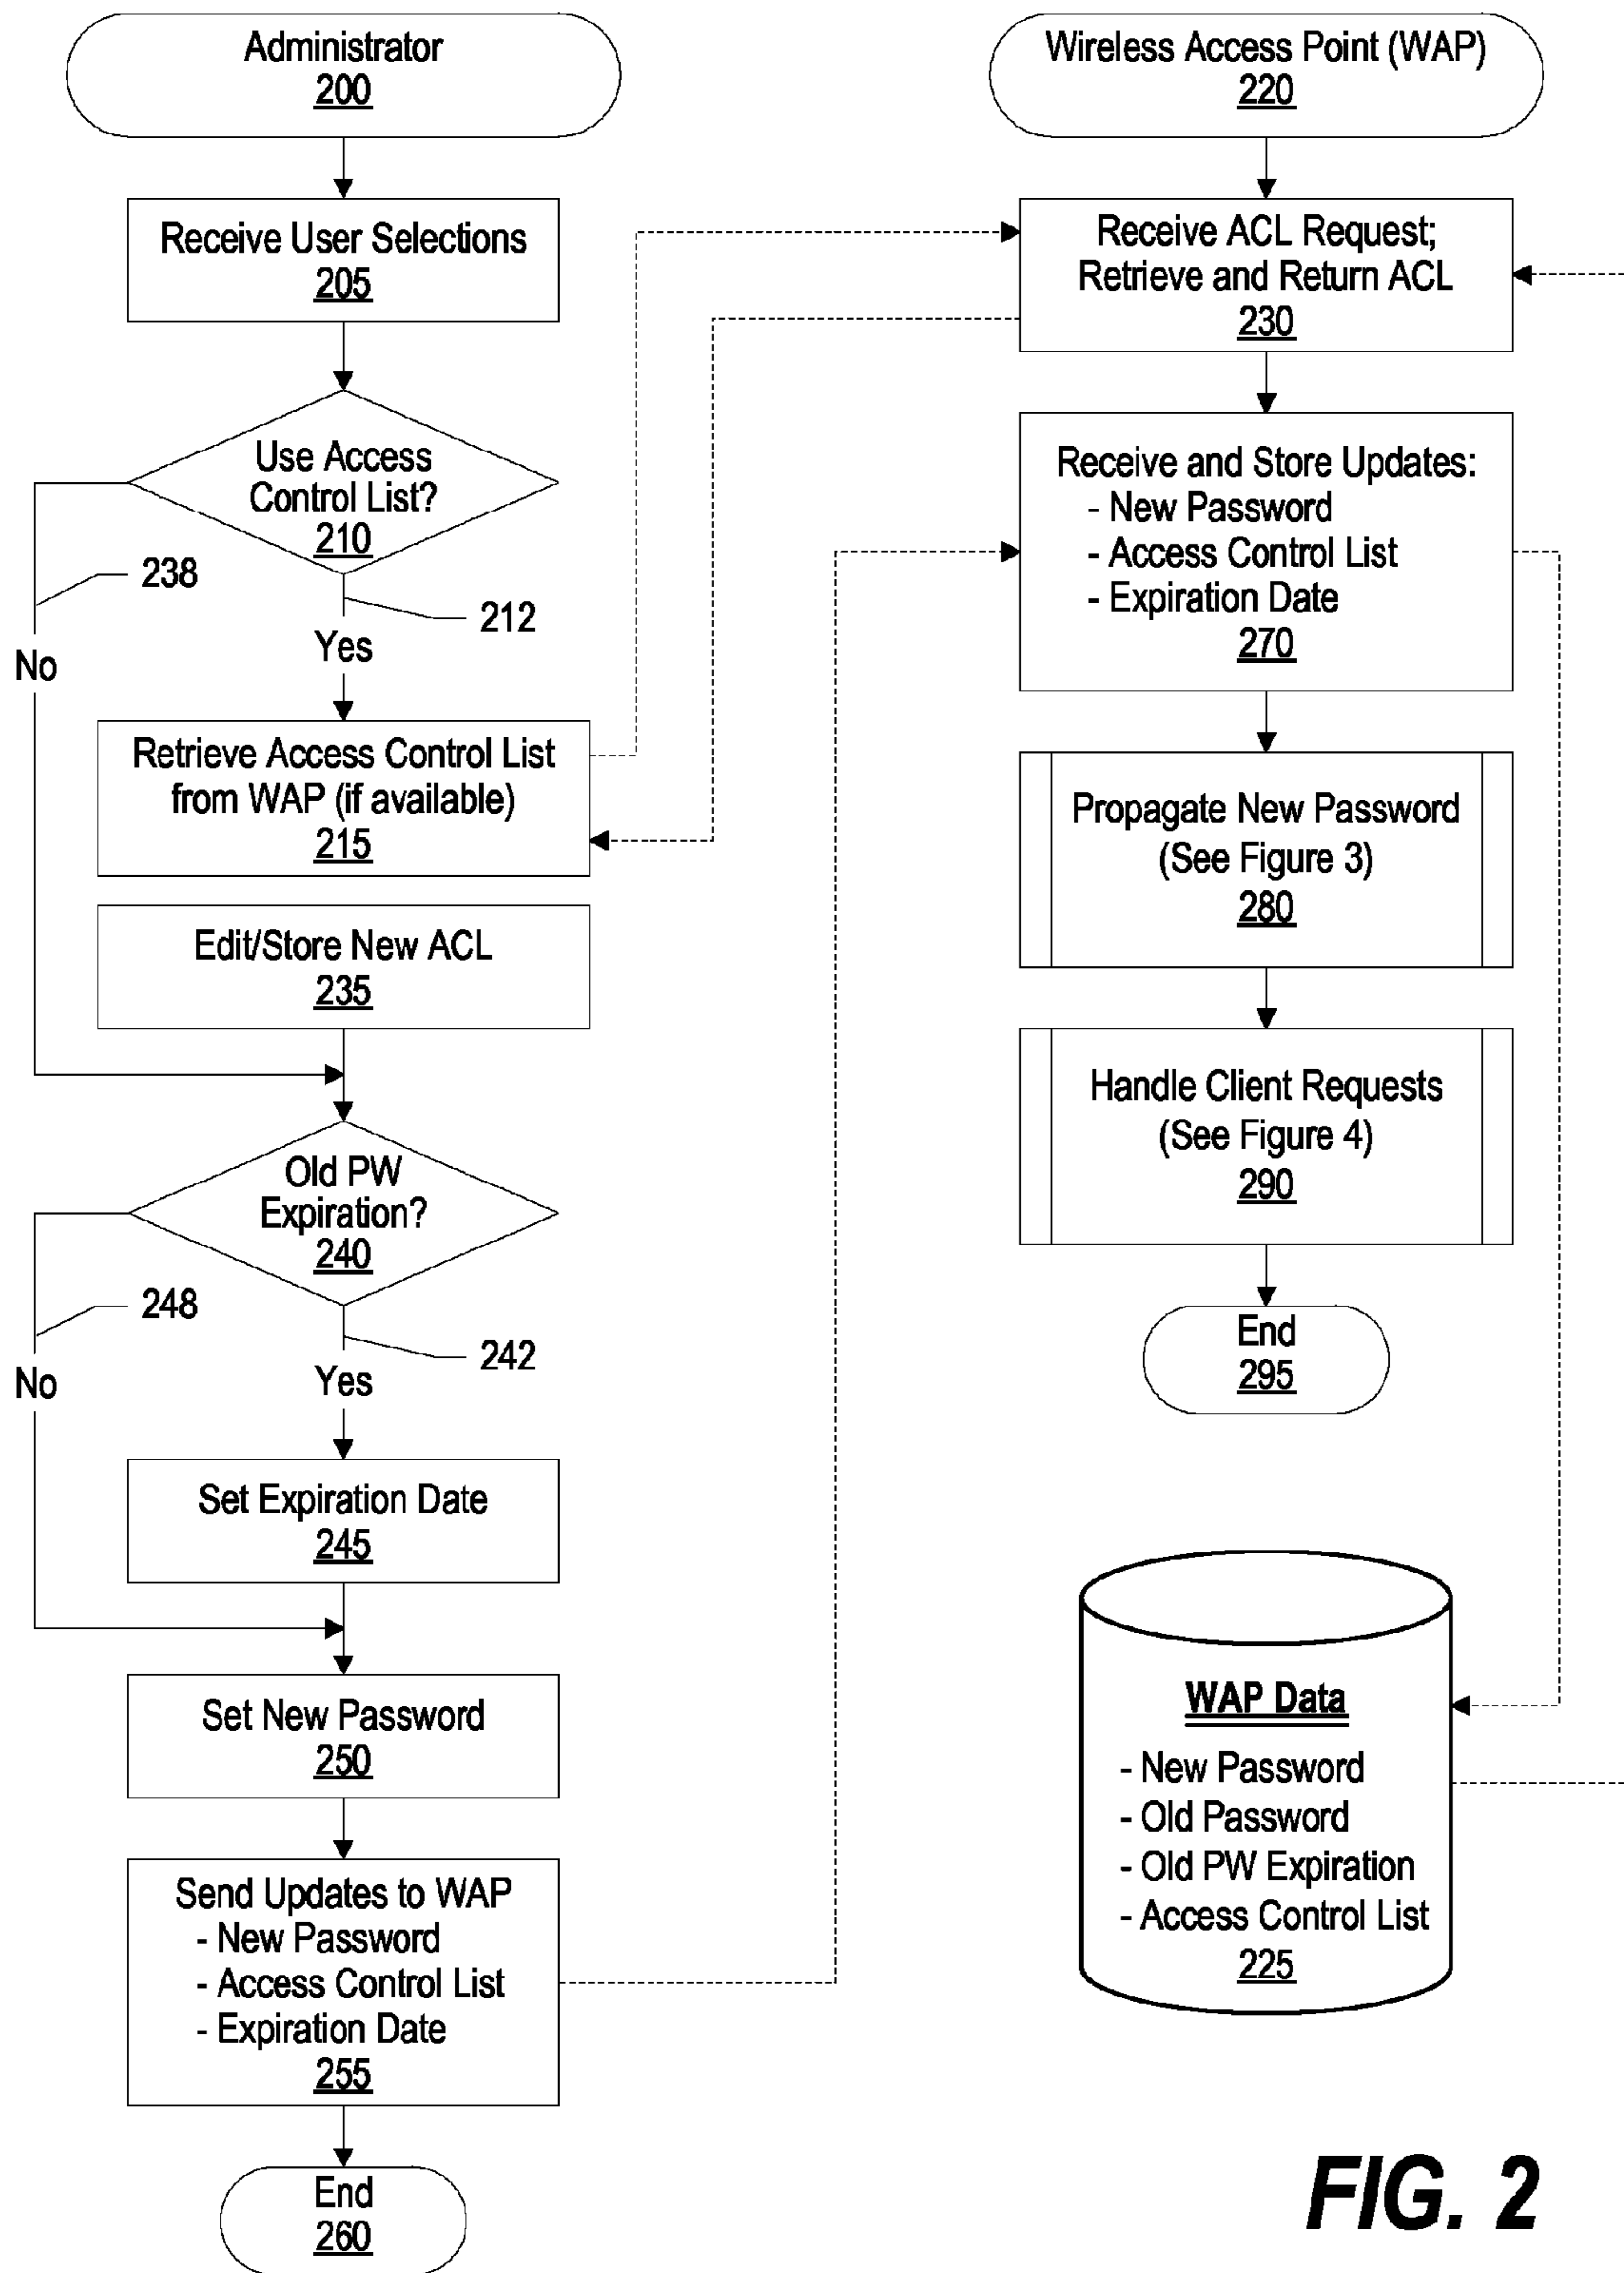 Administrator
200
Receive User Selections
205
Use Access
Control List?
210
238
212
No
Yes
Retrieve Access Control List
from WAP (if available)
215
Edit/Store New ACL
235
Old PW
Expiration?
240
248
242
No
Yes
Set Expiration Date
245
Set New Password
250
Send Updates to WAP
- New Password
- Access Control List
- Expiration Date
255
End
260
Wireless Access Point (WAP)
220
Receive ACL Request;
Retrieve and Return ACL
230
Receive and Store Updates:
- New Password
- Access Control List
- Expiration Date
270
Propagate New Password
(See Figure 3)
280
Handle Client Requests
(See Figure 4)
290
End
295
WAP Data
- New Password
- Old Password
- Old PW Expiration
- Access Control List
225
FIG. 2